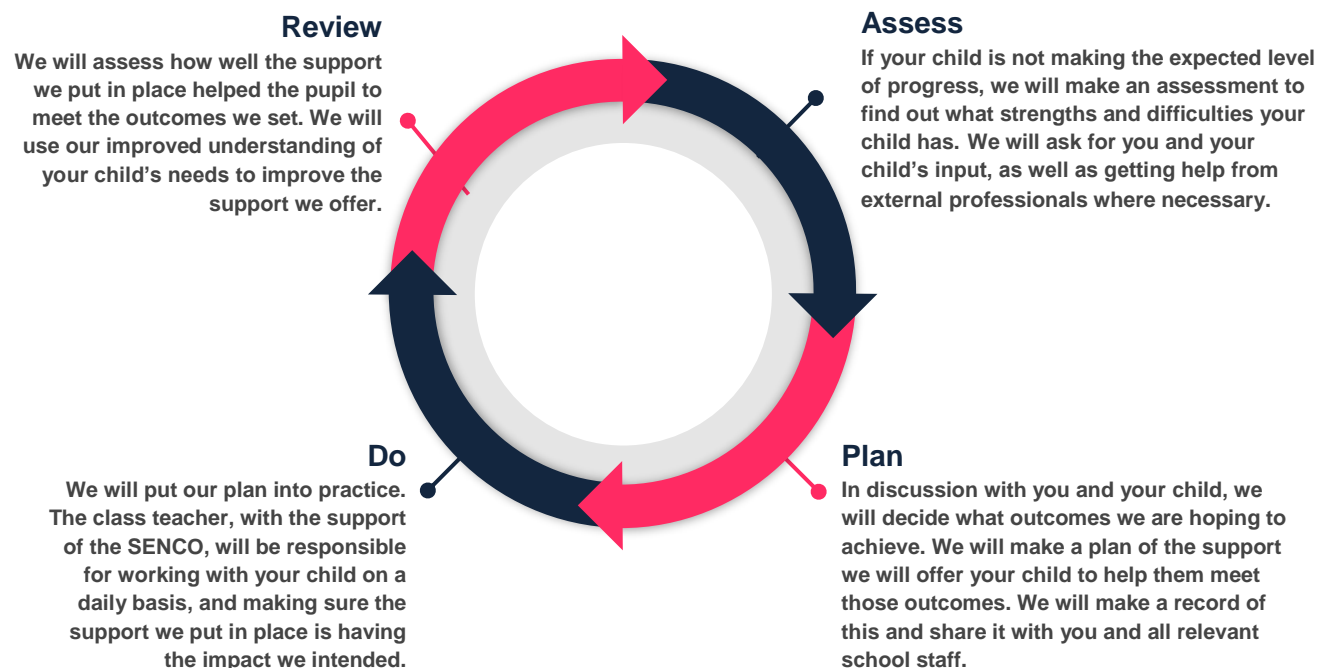 Review
We will assess how well the support
we put in place helped the pupil to
meet the outcomes we set. We will
use our improved understanding of
your child’s needs to improve the
support we offer.
Assess
If your child is not making the expected level
of progress, we will make an assessment to
find out what strengths and difficulties your
child has. We will ask for you and your
child’s input, as well as getting help from
external professionals where necessary.
Do
We will put our plan into practice.
The class teacher, with the support
of the SENCO, will be responsible
for working with your child on a
daily basis, and making sure the
support we put in place is having
the impact we intended.
Plan
In discussion with you and your child, we
will decide what outcomes we are hoping to
achieve. We will make a plan of the support
we will offer your child to help them meet
those outcomes. We will make a record of
this and share it with you and all relevant
school staff.